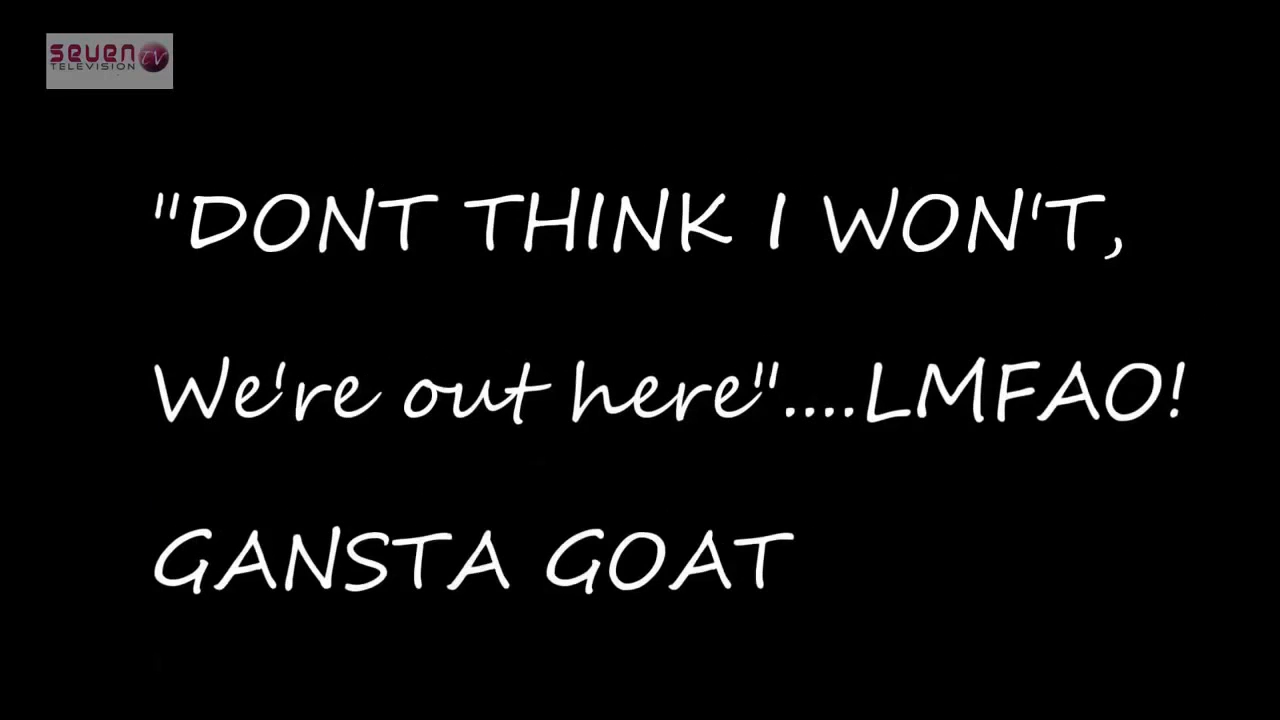 SEVEN TV
TELEVISION
"DONT THINK I WON'T,
We're out here"....LMFAO!
GANSTA GOAT